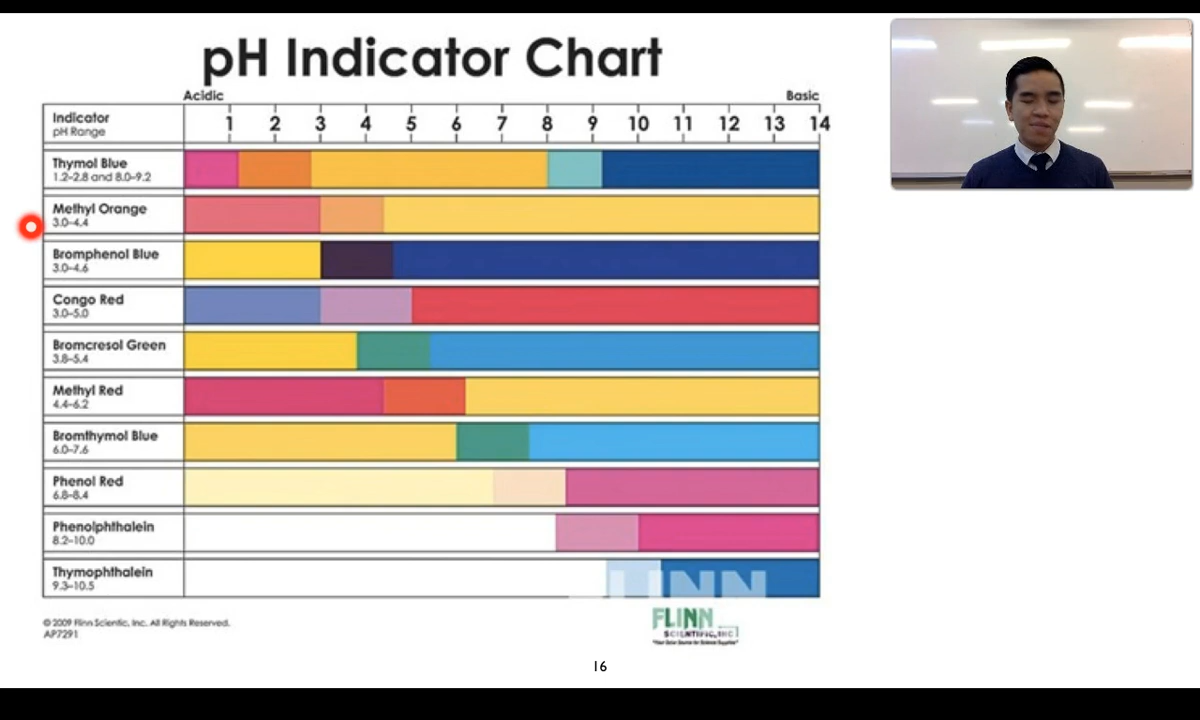 pH Indicator Chart
Acidic
Basic
Indicator
pH Range
1 2 3 4 5 6 7 8 9 10 11 12 13 14
Thymol Blue
1.2–2.8 and 8.0–9.2
Methyl Orange
3.0–4.4
Bromphenol Blue
3.0–4.6
Congo Red
3.0–5.0
Bromcresol Green
3.8–5.4
Methyl Red
4.4–6.2
Bromthymol Blue
6.0–7.6
Phenol Red
6.8–8.4
Phenolphthalein
8.2–10.0
Thymophthalein
9.3–10.5
© 2009 Flinn Scientic, Inc. All Rights Reserved.
AP7291
FLINN
SCIENTIFIC, INC.
"Your Safer Source for Science Supplies"
16